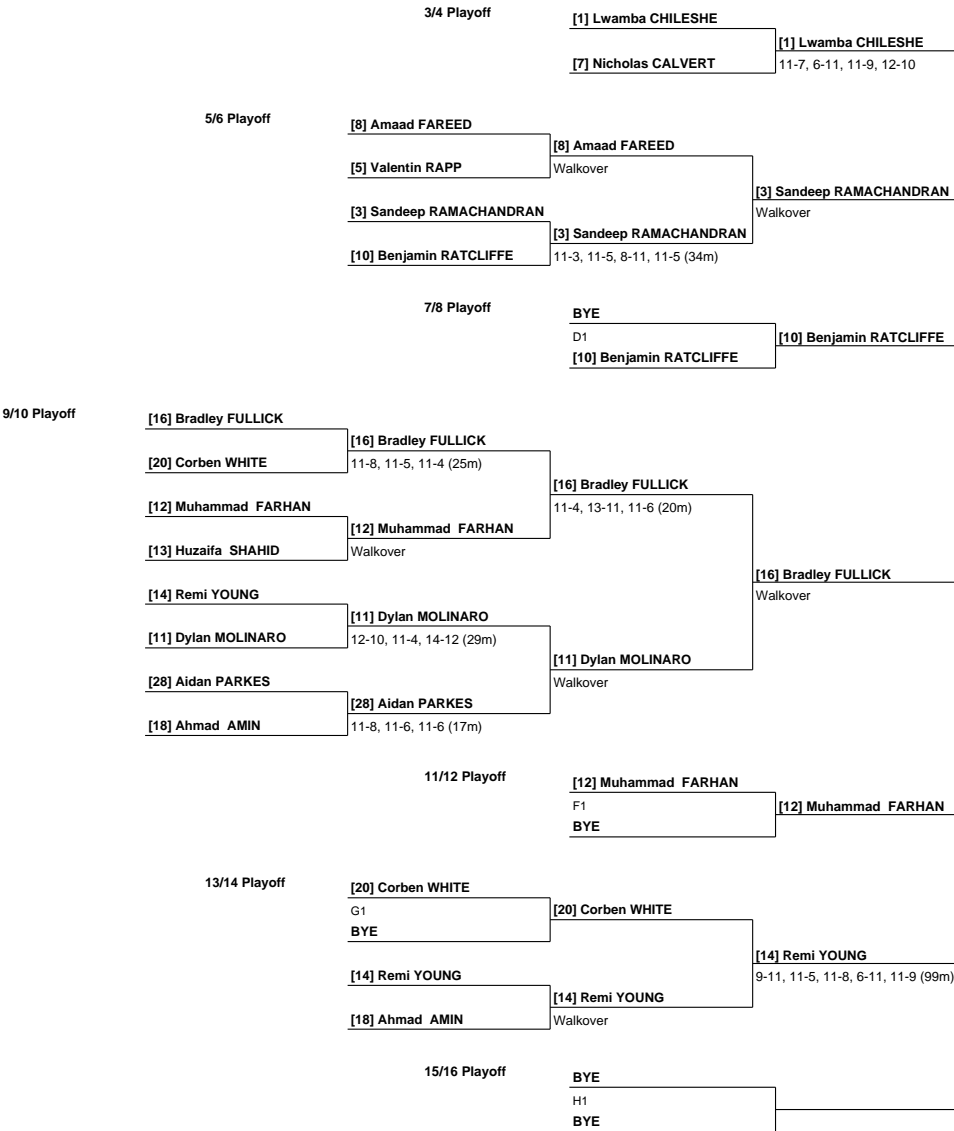 3/4 Playoff
[1] Lwamba CHILESHE
[1] Lwamba CHILESHE
[7] Nicholas CALVERT
11-7, 6-11, 11-9, 12-10
5/6 Playoff
[8] Amaad FAREED
[8] Amaad FAREED
[5] Valentin RAPP
Walkover
[3] Sandeep RAMACHANDRAN
[3] Sandeep RAMACHANDRAN
Walkover
[3] Sandeep RAMACHANDRAN
[10] Benjamin RATCLIFFE
11-3, 11-5, 8-11, 11-5 (34m)
7/8 Playoff
BYE
D1
[10] Benjamin RATCLIFFE
[10] Benjamin RATCLIFFE
9/10 Playoff
[16] Bradley FULLICK
[16] Bradley FULLICK
[20] Corben WHITE
11-8, 11-5, 11-4 (25m)
[16] Bradley FULLICK
[12] Muhammad FARHAN
11-4, 13-11, 11-6 (20m)
[12] Muhammad FARHAN
[13] Huzaifa SHAHID
Walkover
[16] Bradley FULLICK
[14] Remi YOUNG
Walkover
[11] Dylan MOLINARO
[11] Dylan MOLINARO
12-10, 11-4, 14-12 (29m)
[11] Dylan MOLINARO
[28] Aidan PARKES
Walkover
[28] Aidan PARKES
[18] Ahmad AMIN
11-8, 11-6, 11-6 (17m)
11/12 Playoff
[12] Muhammad FARHAN
F1
[12] Muhammad FARHAN
BYE
13/14 Playoff
[20] Corben WHITE
G1
[20] Corben WHITE
BYE
[14] Remi YOUNG
[14] Remi YOUNG
9-11, 11-5, 11-8, 6-11, 11-9 (99m)
[14] Remi YOUNG
[18] Ahmad AMIN
Walkover
15/16 Playoff
BYE
H1
BYE